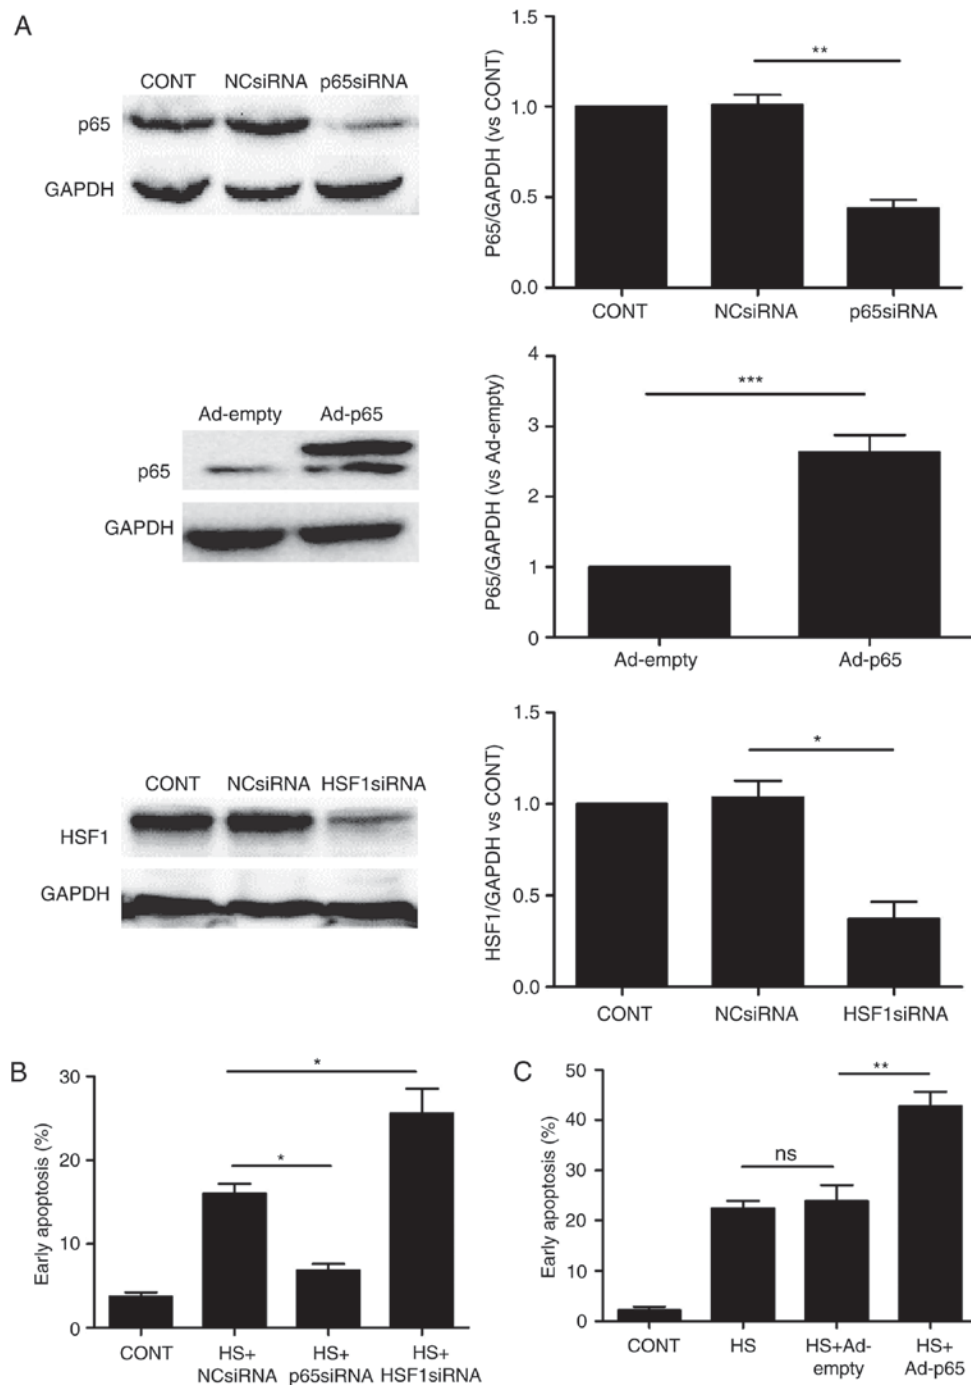 A
CONT NCsiRNA p65siRNA
p65
GAPDH
P65/GAPDH (vs CONT)
1.5
1.0
0.5
0.0
**
CONT NCsiRNA p65siRNA
Ad-empty Ad-p65
p65
GAPDH
P65/GAPDH (vs Ad-empty)
4
3
2
1
0
***
Ad-empty Ad-p65
CONT NCsiRNA HSF1siRNA
HSF1
GAPDH
HSF1/GAPDH vs CONT)
1.5
1.0
0.5
0.0
*
CONT NCsiRNA HSF1siRNA
B
Early apoptosis (%)
30
20
10
0
*
*
CONT HS+ HS+ HS+
NCsiRNA p65siRNA HSF1siRNA
C
Early apoptosis (%)
50
40
30
20
10
0
**
ns
CONT HS HS+Ad- HS+
empty Ad-p65